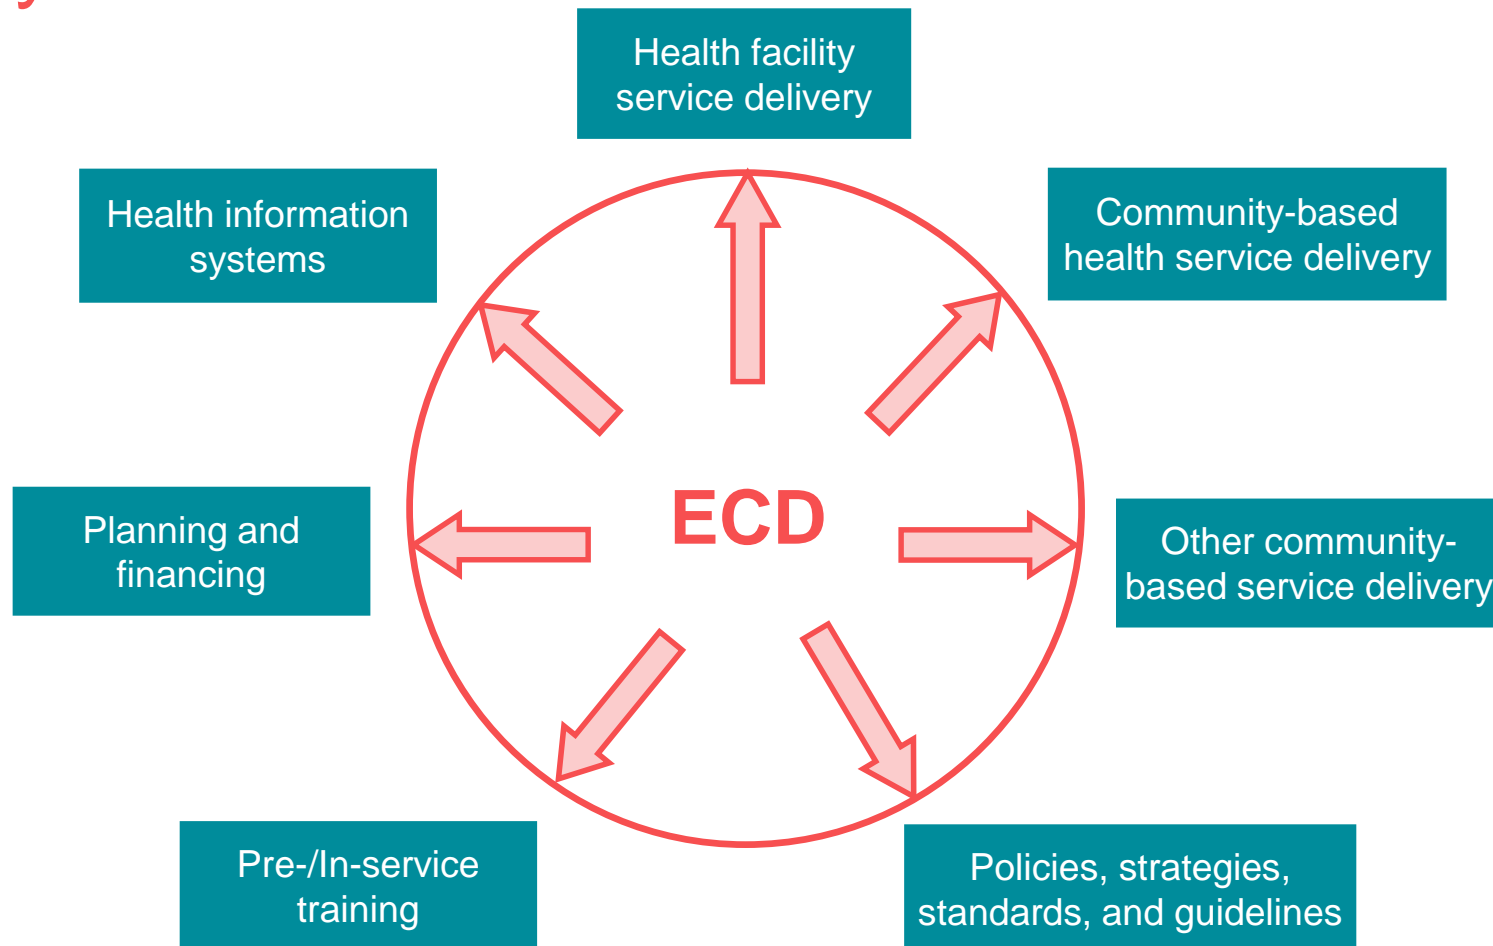 Health facility
service delivery
Health information
systems
Community-based
health service delivery
ECD
Planning and
financing
Other community-
based service delivery
Pre-/In-service
training
Policies, strategies,
standards, and guidelines